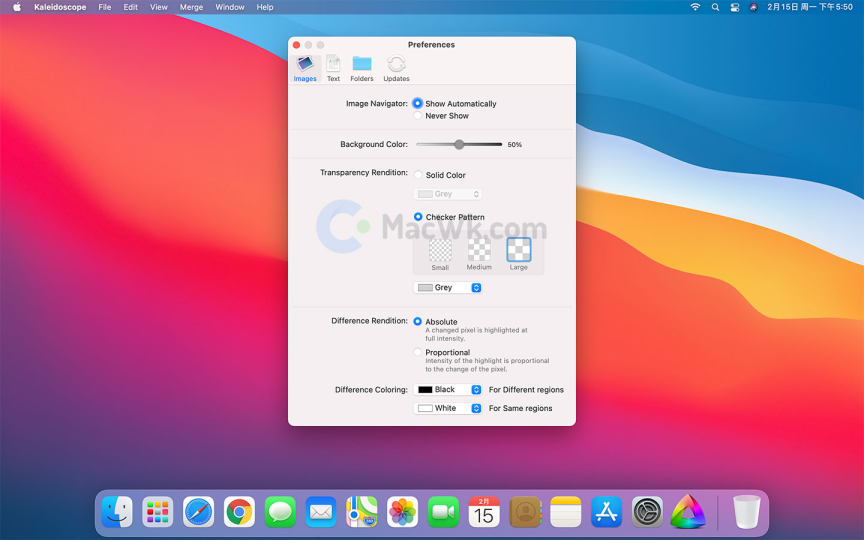 Kaleidoscope File Edit View Merge Window Help 2月15日 周一 下午5:50
Preferences
Images Text Folders Updates
Image Navigator: Show Automatically
Never Show
Background Color: 50%
Transparency Rendition: Solid Color
Grey
Checker Pattern
MacWk.com
Small Medium Large
Grey
Difference Rendition: Absolute
A changed pixel is highlighted at
full intensity.
Proportional
Intensity of the highlight is proportional
to the change of the pixel.
Difference Coloring: Black For Different regions
White For Same regions
2月
15